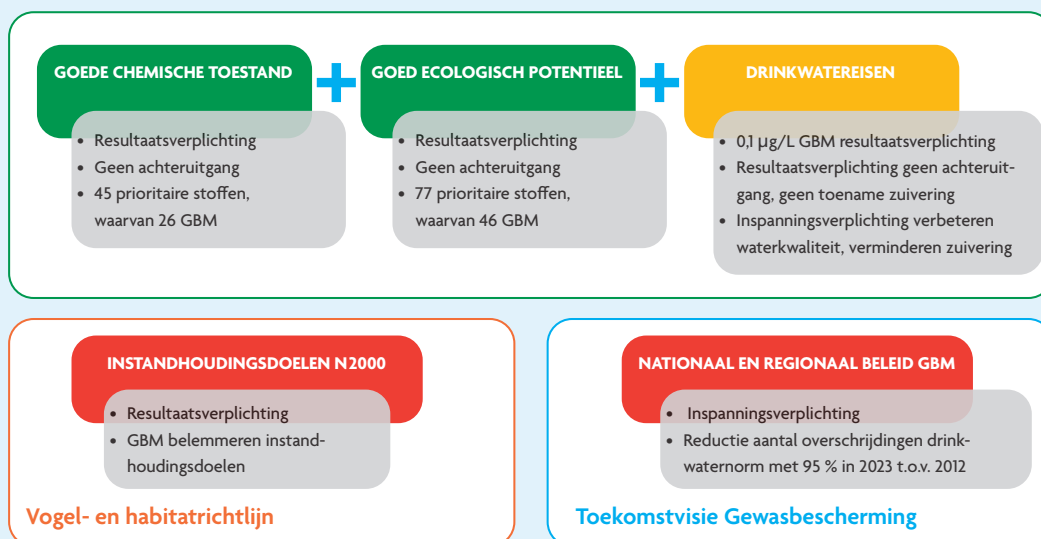 GOEDE CHEMISCHE TOESTAND
• Resultaatsverplichting
• Geen achteruitgang
• 45 prioritaire stoffen,
waarvan 26 GBM
+
GOED ECOLOGISCH POTENTIEEL
• Resultaatsverplichting
• Geen achteruitgang
• 77 prioritaire stoffen,
waarvan 46 GBM
+
DRINKWATEREISEN
• 0,1 µg/L GBM resultaatsverplichting
• Resultaatsverplichting geen achteruit-
gang, geen toename zuivering
• Inspanningsverplichting verbeteren
waterkwaliteit, verminderen zuivering
INSTANDHOUDINGSDOELEN N2000
• Resultaatsverplichting
• GBM belemmeren instand-
houdingsdoelen
Vogel- en habitatrichtlijn
NATIONAAL EN REGIONAAL BELEID GBM
• Inspanningsverplichting
• Reductie aantal overschrijdingen drink-
waternorm met 95 % in 2023 t.o.v. 2012
Toekomstvisie Gewasbescherming